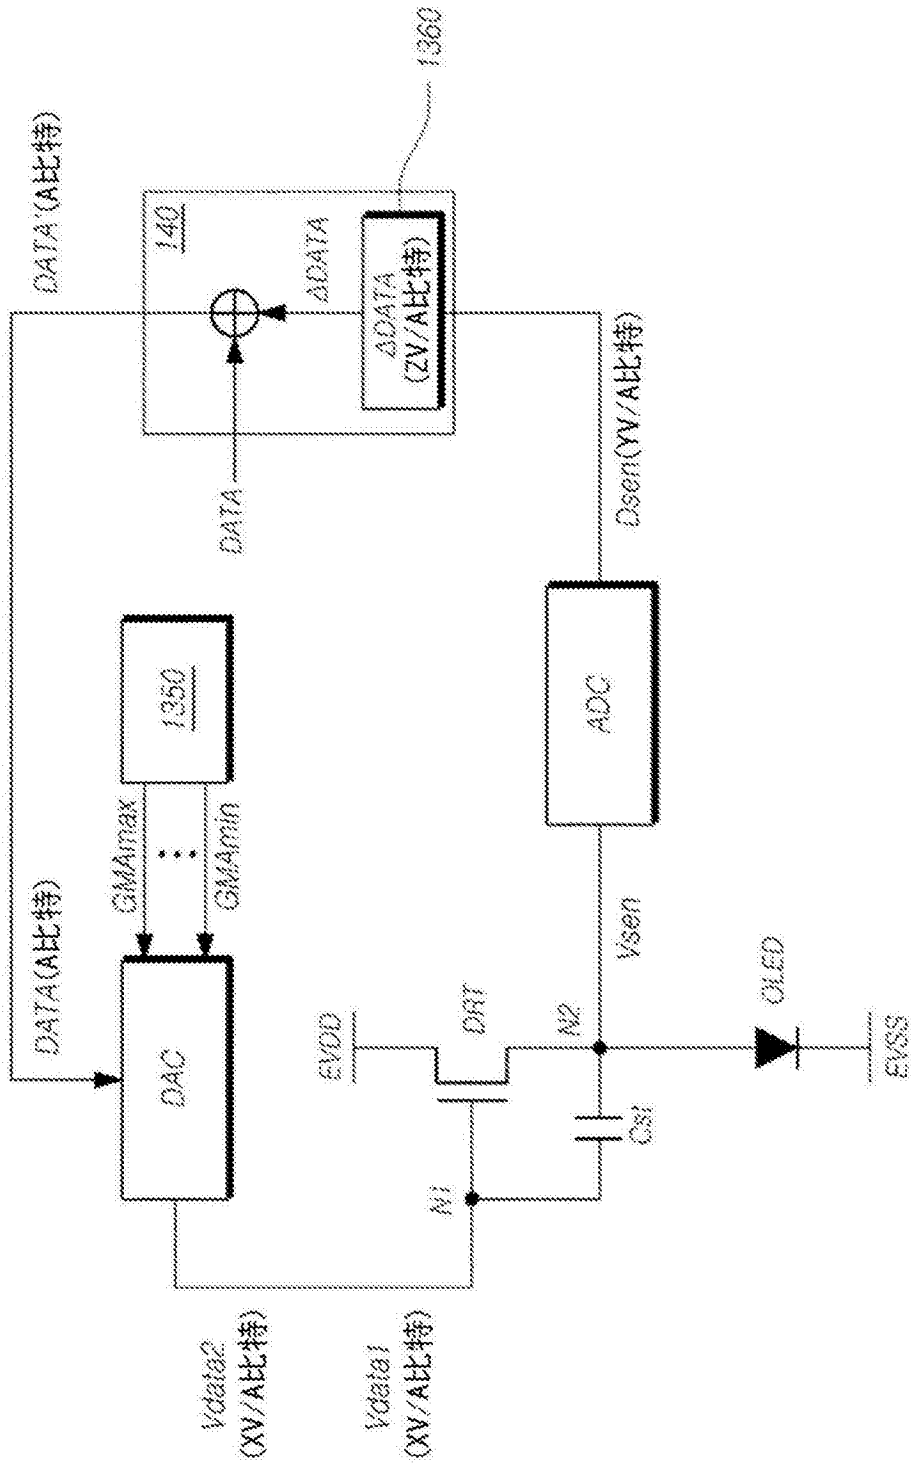 1360
DATA'(A比特)
140
ΔDATA
ΔDATA
(ZV/A比特)
DATA
Dsen(YV/A比特)
1350
GMAmax
GMAmin
ADC
DATA(A比特)
DAC
Vsen
EVDD
DRT
N2
OLED
EVSS
Cst
N1
Vdata2
(XV/A比特)
Vdata1
(XV/A比特)